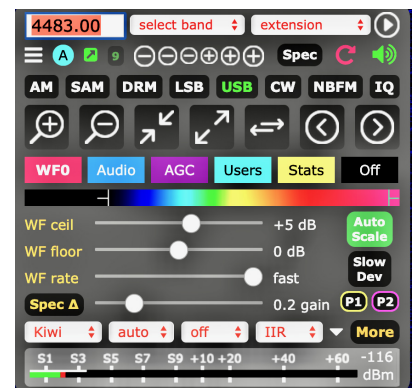 4483.00 select band extension
A 9 Spec
AM SAM DRM LSB USB CW NBFM IQ
WF0 Audio AGC Users Stats Off
WF ceil +5 dB Auto Scale
WF floor 0 dB
WF rate fast Slow Dev
Spec Δ 0.2 gain P1 P2
Kiwi auto off IIR More
S1 S3 S5 S7 S9 +10 +20 +40 +60 -116 dBm